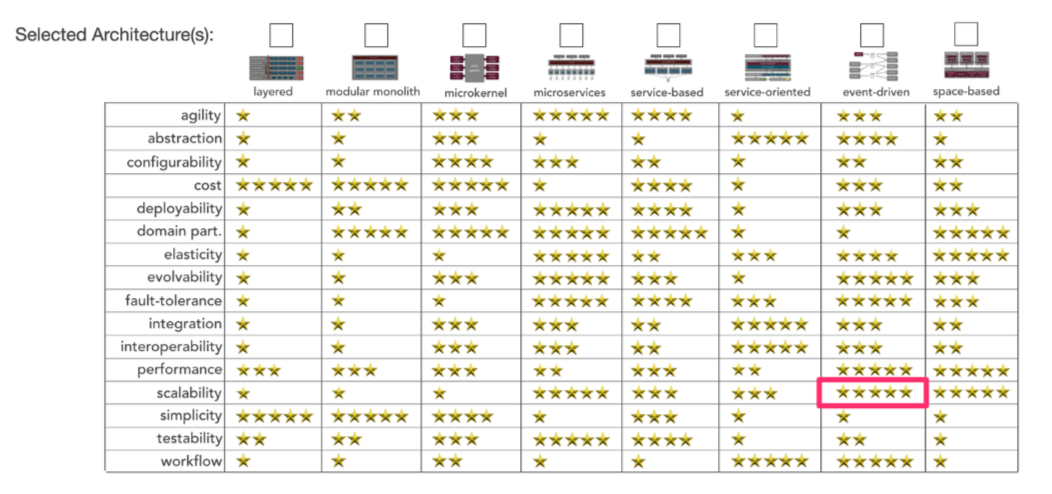 Selected Architecture(s):
layered modular monolith microkernel microservices service-based service-oriented event-driven space-based
agility
abstraction
configurability
cost
deployability
domain part.
elasticity
evolvability
fault-tolerance
integration
interoperability
performance
scalability
simplicity
testability
workflow